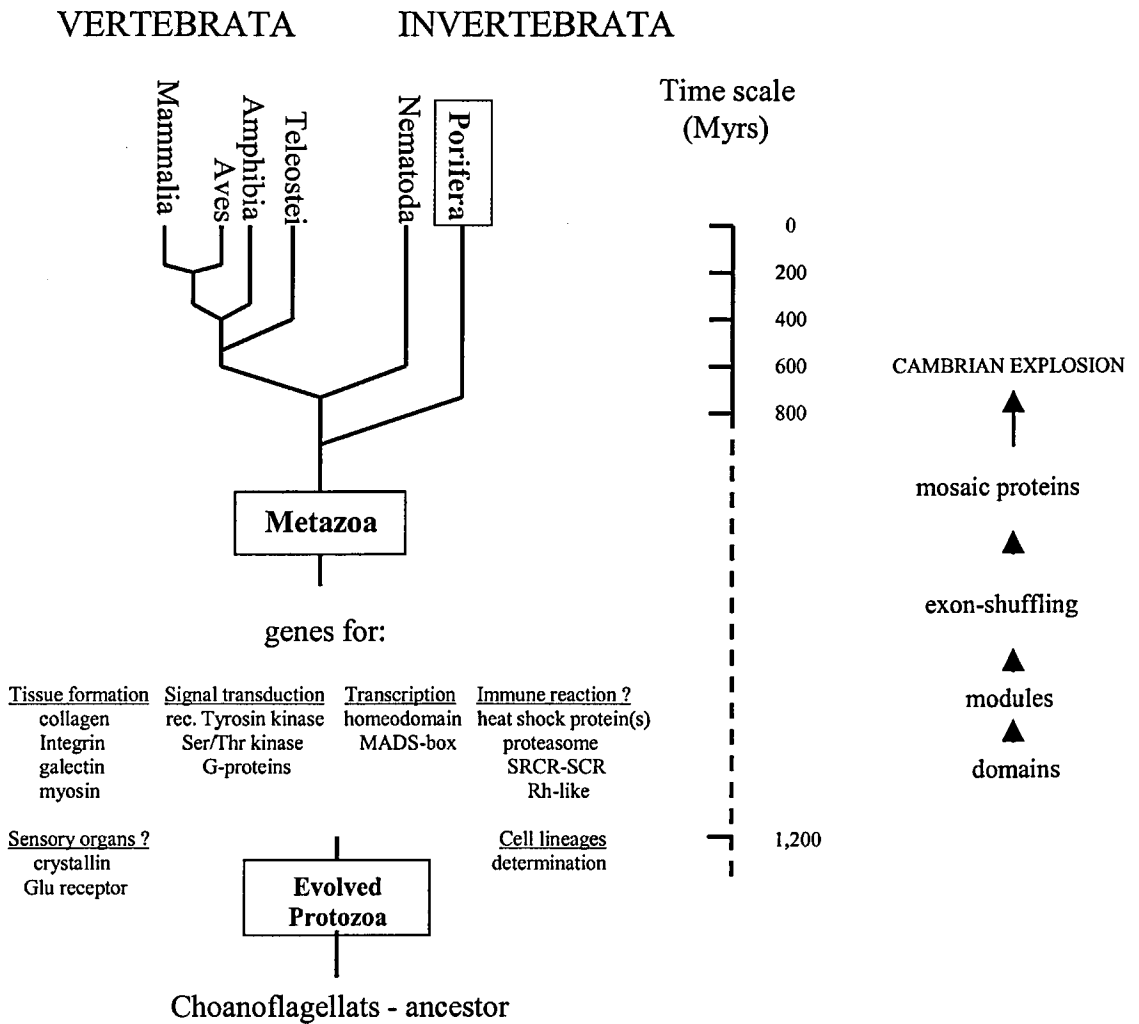 VERTEBRATA
INVERTEBRATA
Mammalia
Aves
Amphibia
Teleostei
Nematoda
Porifera
Time scale
(Myrs)
0
200
400
600
800
1,200
CAMBRIAN EXPLOSION
mosaic proteins
exon-shuffling
modules
domains
Metazoa
genes for:
Tissue formation
collagen
Integrin
galectin
myosin
Signal transduction
rec. Tyrosin kinase
Ser/Thr kinase
G-proteins
Transcription
homeodomain
MADS-box
Immune reaction ?
heat shock protein(s)
proteasome
SRCR-SCR
Rh-like
Sensory organs ?
crystallin
Glu receptor
Cell lineages
determination
Evolved
Protozoa
Choanoflagellats - ancestor